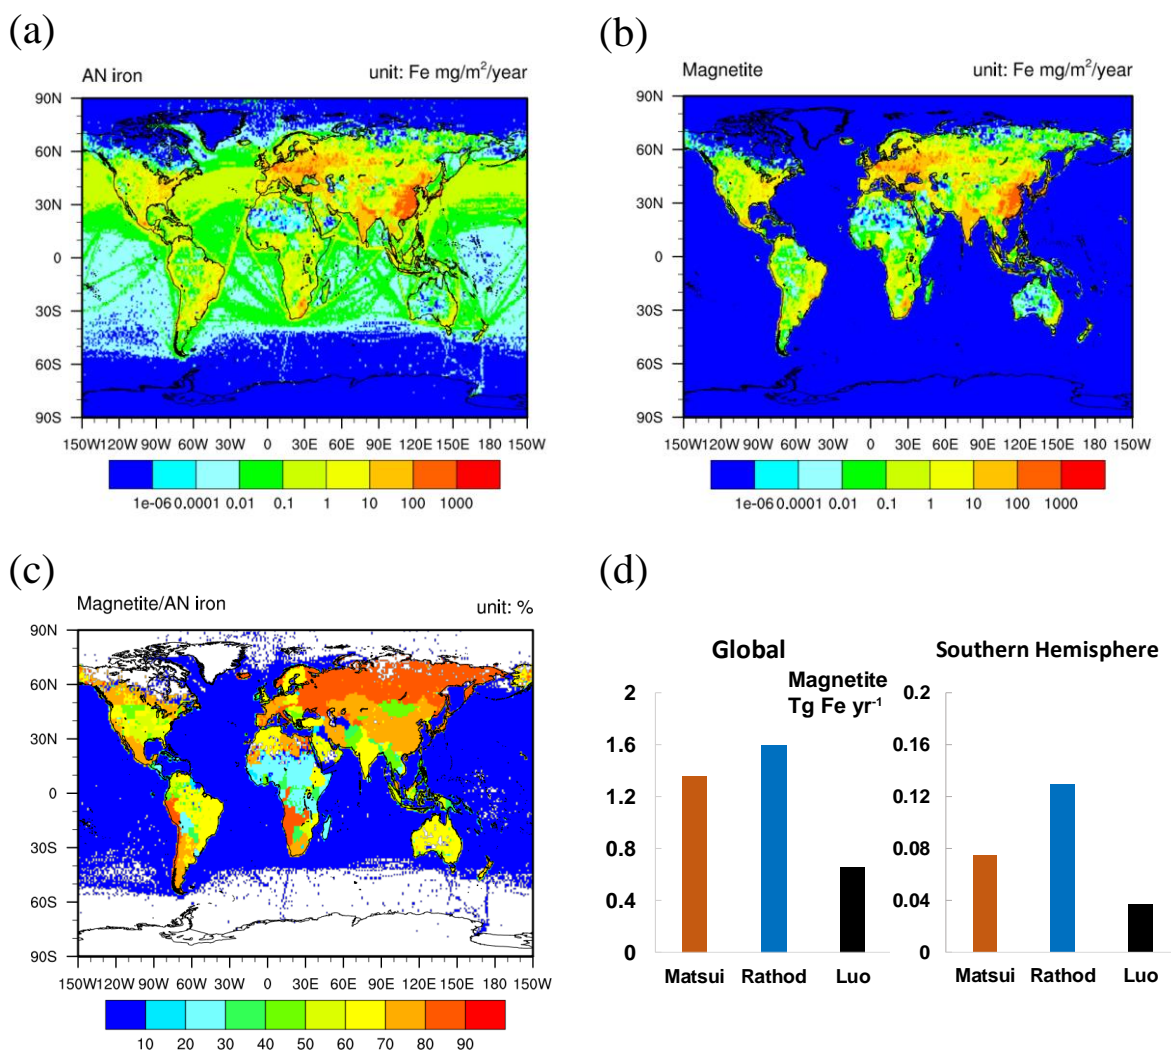 (a)
AN iron unit: Fe mg/m²/year
90N
60N
30N
0
30S
60S
90S
150W 120W 90W 60W 30W 0 30E 60E 90E 120E 150E 180 150W
1e-06 0.0001 0.01 0.1 1 10 100 1000
(b)
Magnetite unit: Fe mg/m²/year
90N
60N
30N
0
30S
60S
90S
150W 120W 90W 60W 30W 0 30E 60E 90E 120E 150E 180 150W
1e-06 0.0001 0.01 0.1 1 10 100 1000
(c)
Magnetite/AN iron unit: %
90N
60N
30N
0
30S
60S
90S
150W 120W 90W 60W 30W 0 30E 60E 90E 120E 150E 180 150W
10 20 30 40 50 60 70 80 90
(d)
Global
Magnetite
Tg Fe yr⁻¹
2
1.6
1.2
0.8
0.4
0
Matsui Rathod Luo
Southern Hemisphere
0.2
0.16
0.12
0.08
0.04
0
Matsui Rathod Luo